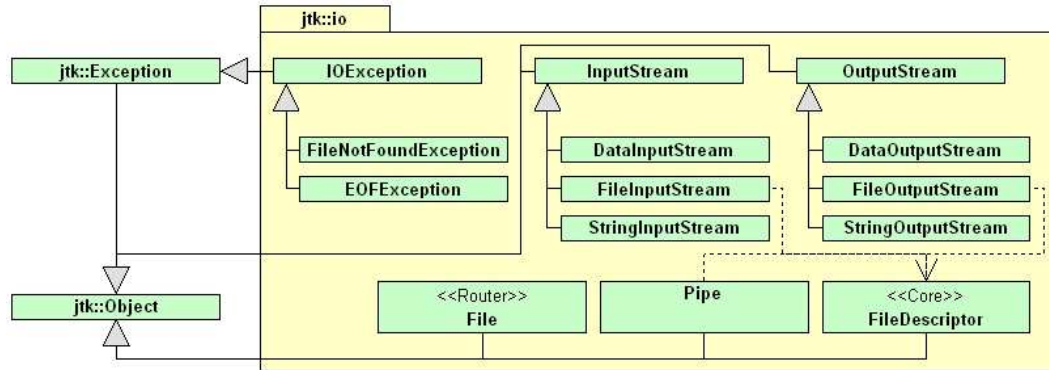 jtk::io
jtk::Exception
IOException
InputStream
OutputStream
FileNotFoundException
DataInputStream
DataOutputStream
EOFException
FileInputStream
FileOutputStream
StringInputStream
StringOutputStream
jtk::Object
<<Router>>
File
Pipe
<<Core>>
FileDescriptor